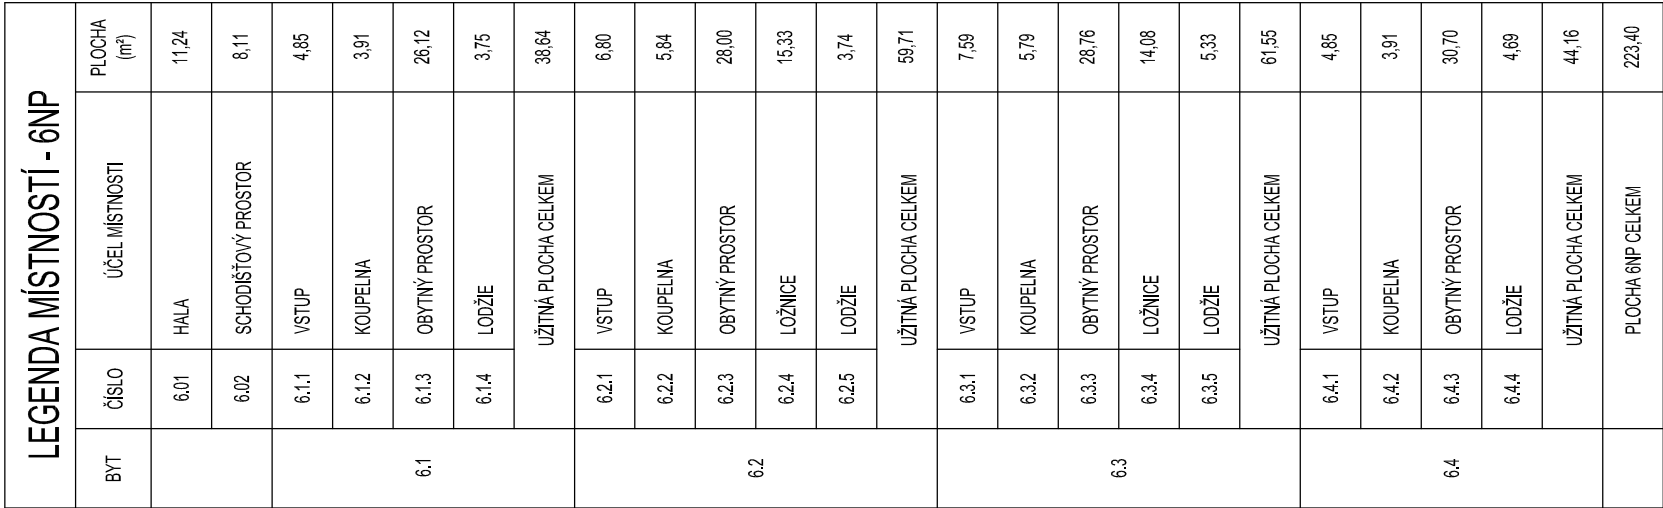 LEGENDA MÍSTNOSTÍ - 6NP
BYT ČÍSLO ÚČEL MÍSTNOSTI PLOCHA
(m²)
6.01 HALA 11,24
6.02 SCHODIŠŤOVÝ PROSTOR 8,11
6.1
6.1.1 VSTUP 4,85
6.1.2 KOUPELNA 3,91
6.1.3 OBYTNÝ PROSTOR 26,12
6.1.4 LODŽIE 3,75
UŽITNÁ PLOCHA CELKEM 38,64
6.2
6.2.1 VSTUP 6,80
6.2.2 KOUPELNA 5,84
6.2.3 OBYTNÝ PROSTOR 28,00
6.2.4 LOŽNICE 15,33
6.2.5 LODŽIE 3,74
UŽITNÁ PLOCHA CELKEM 59,71
6.3
6.3.1 VSTUP 7,59
6.3.2 KOUPELNA 5,79
6.3.3 OBYTNÝ PROSTOR 28,76
6.3.4 LOŽNICE 14,08
6.3.5 LODŽIE 5,33
UŽITNÁ PLOCHA CELKEM 61,55
6.4
6.4.1 VSTUP 4,85
6.4.2 KOUPELNA 3,91
6.4.3 OBYTNÝ PROSTOR 30,70
6.4.4 LODŽIE 4,69
UŽITNÁ PLOCHA CELKEM 44,16
PLOCHA 6NP CELKEM 223,40